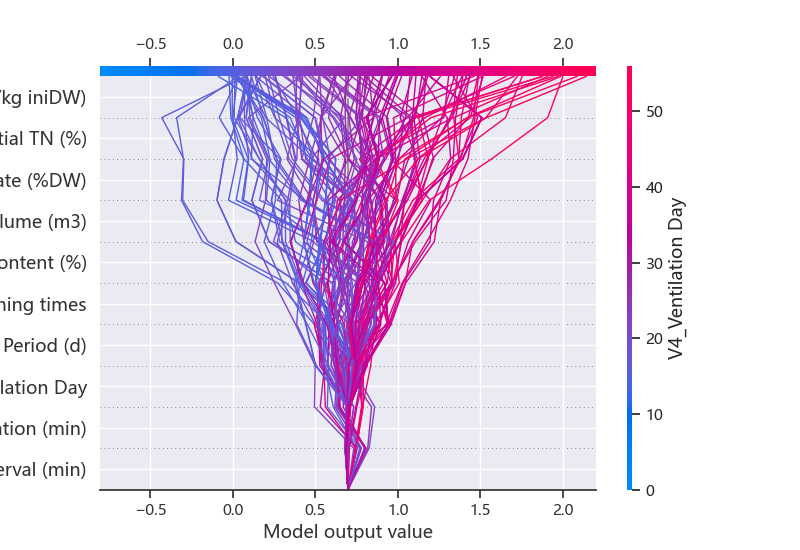 −0.5 0.0 0.5 1.0 1.5 2.0
/kg iniDW)
tial TN (%)
ate (%DW)
lume (m3)
ontent (%)
ning times
Period (d)
lation Day
ation (min)
erval (min)
−0.5 0.0 0.5 1.0 1.5 2.0
Model output value
50
40
30
20
10
0
V4_Ventilation Day